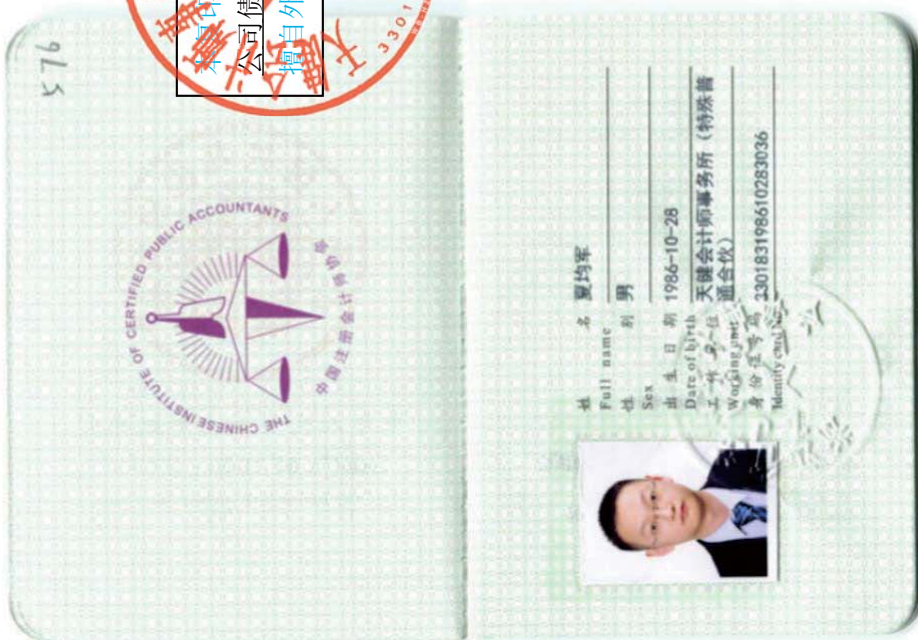 576
THE CHINESE INSTITUTE OF CERTIFIED PUBLIC ACCOUNTANTS
中国注册会计师协会
公司债
擅自外
3301
姓 名 夏均军
Full name
性 别 男
Sex
出 生 日 期 1986-10-28
Date of birth
工 作 单 位 天健会计师事务所（特殊普
Working unit 通合伙）
身份证号码 330183198610283036
Identity card No.